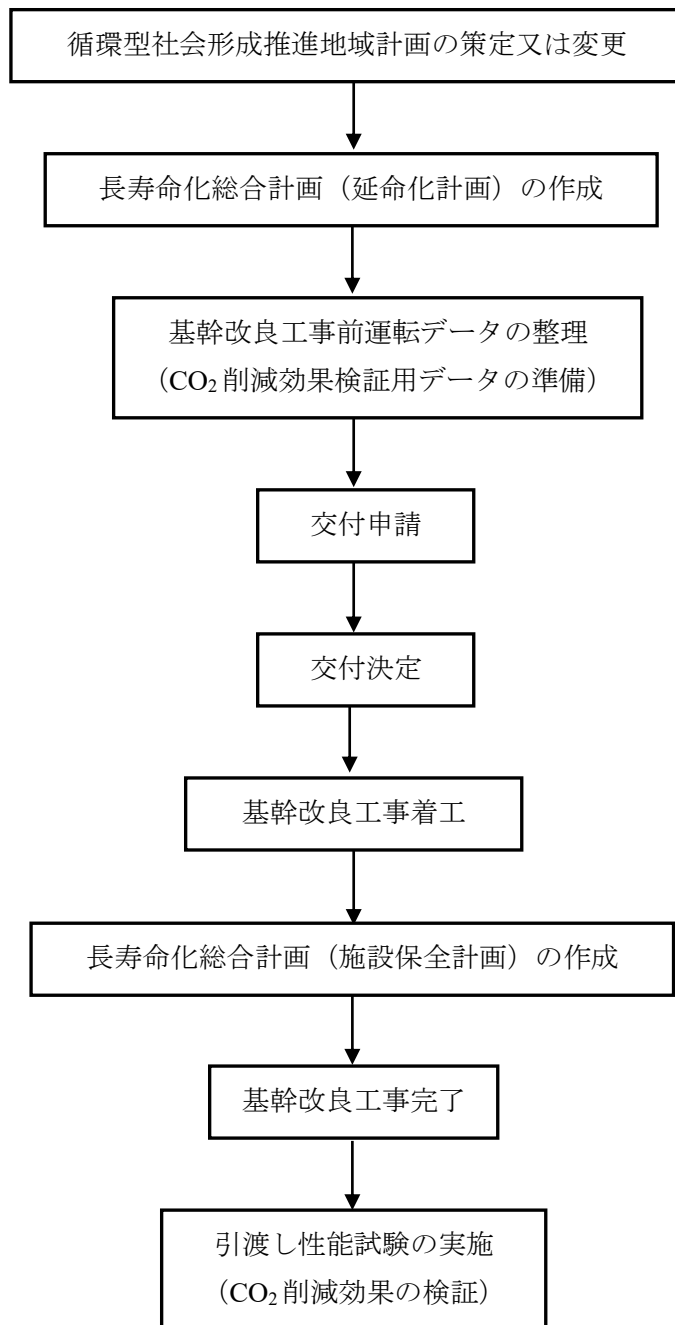 循環型社会形成推進地域計画の策定又は変更
長寿命化総合計画（延命化計画）の作成
基幹改良工事前運転データの整理
（CO₂削減効果検証用データの準備）
交付申請
交付決定
基幹改良工事着工
長寿命化総合計画（施設保全計画）の作成
基幹改良工事完了
引渡し性能試験の実施
（CO₂削減効果の検証）